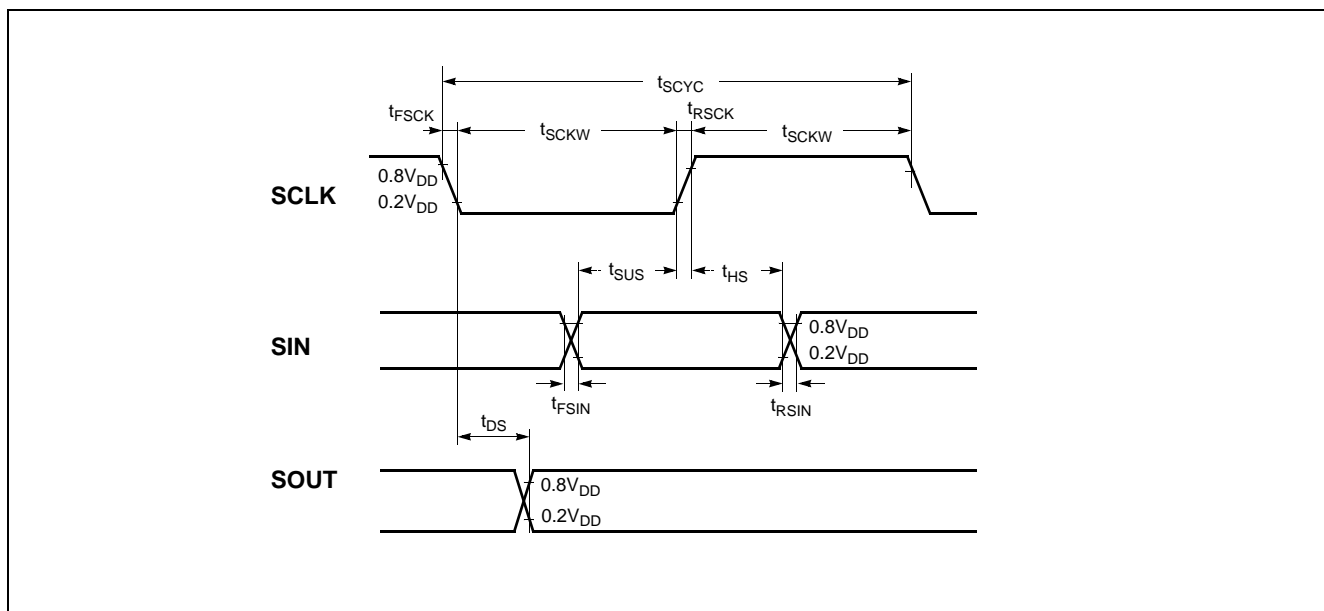 tSCYC
tFSCK
tRSCK
tSCKW
tSCKW
0.8VDD
SCLK
0.2VDD
tSUS
tHS
SIN
0.8VDD
0.2VDD
tFSIN
tRSIN
tDS
SOUT
0.8VDD
0.2VDD